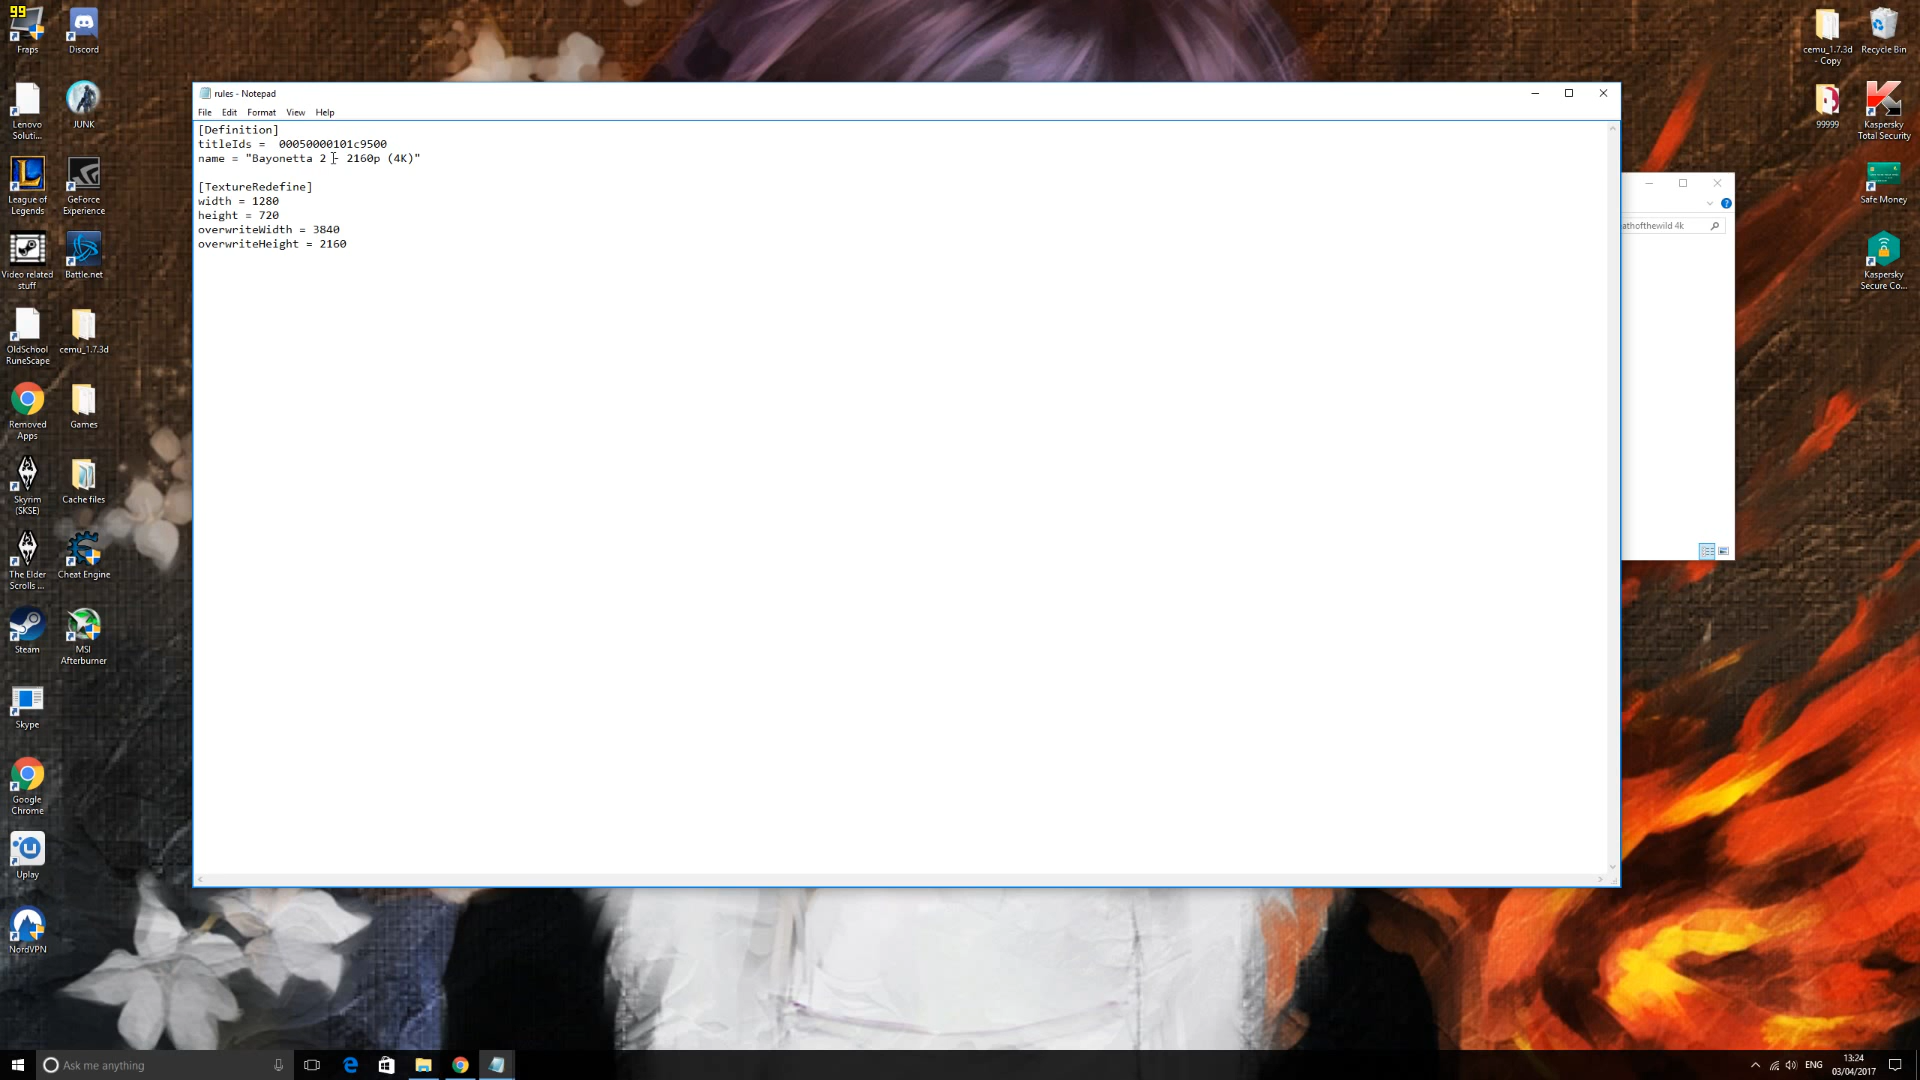 99
Fraps
Discord
Lenovo
Soluti...
JUNK
League of
Legends
GeForce
Experience
Video related
stuff
Battle.net
OldSchool
RuneScape
cemu_1.7.3d
Removed
Apps
Games
Skyrim
(SKSE)
Cache files
The Elder
Scrolls ...
Cheat Engine
Steam
MSI
Afterburner
Skype
Google
Chrome
Uplay
NordVPN
rules - Notepad
File Edit Format View Help
[Definition]
titleIds =  00050000101c9500
name = "Bayonetta 2 - 2160p (4K)"
[TextureRedefine]
width = 1280
height = 720
overwriteWidth = 3840
overwriteHeight = 2160
athofthewild 4k
cemu_1.7.3d
- Copy
Recycle Bin
99999
Kaspersky
Total Security
Safe Money
Kaspersky
Secure Co...
Ask me anything
ENG
13:24
03/04/2017